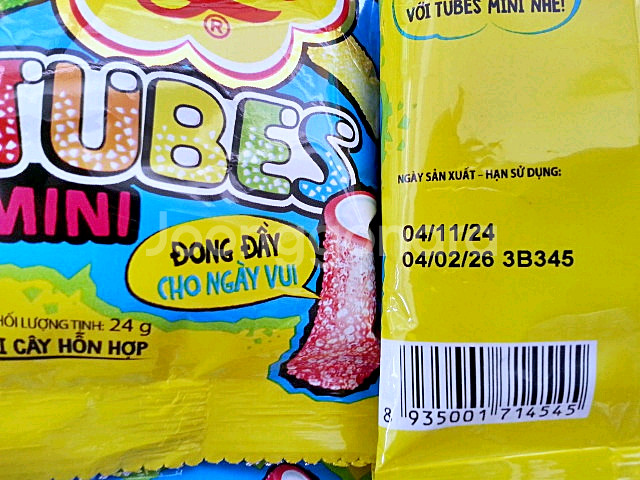 ®
TUBES
MINI
ĐONG ĐẦY
CHO NGÀY VUI
KHỐI LƯỢNG TỊNH: 24 g
I CÂY HỖN HỢP
VỚI TUBES MINI NHÉ!
NGÀY SẢN XUẤT - HẠN SỬ DỤNG:
04/11/24
04/02/26 3B345
8 935001 714545